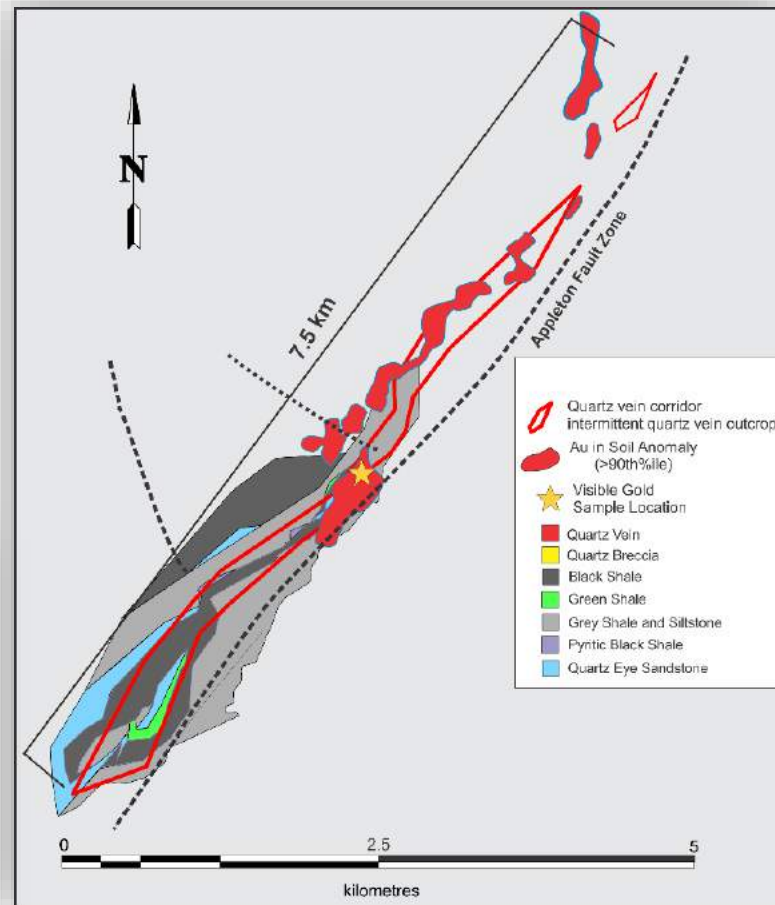 N
7.5 km
Appleton Fault Zone
Quartz vein corridor
intermittent quartz vein outcrop
Au in Soil Anomaly
(>90th%ile)
Visible Gold
Sample Location
Quartz Vein
Quartz Breccia
Black Shale
Green Shale
Grey Shale and Siltstone
Pyritic Black Shale
Quartz Eye Sandstone
0 2.5 5
kilometres